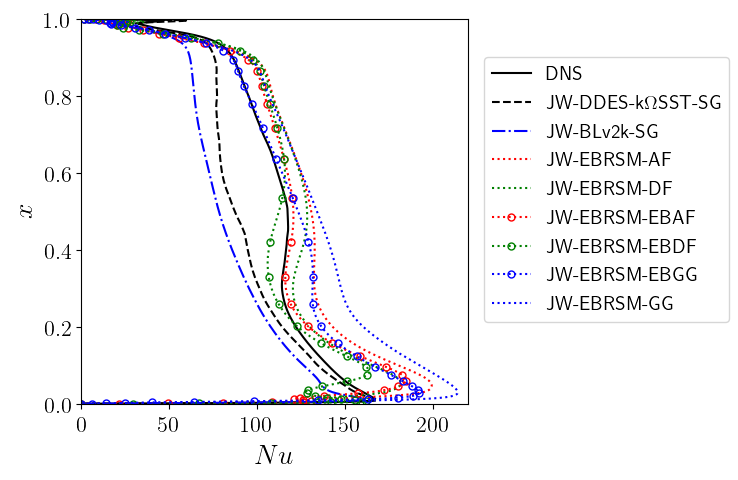 1.0
0.8
0.6
0.4
0.2
0.0
x
0 50 100 150 200
Nu
DNS
JW-DDES-kΩSST-SG
JW-BLv2k-SG
JW-EBRSM-AF
JW-EBRSM-DF
JW-EBRSM-EBAF
JW-EBRSM-EBDF
JW-EBRSM-EBGG
JW-EBRSM-GG